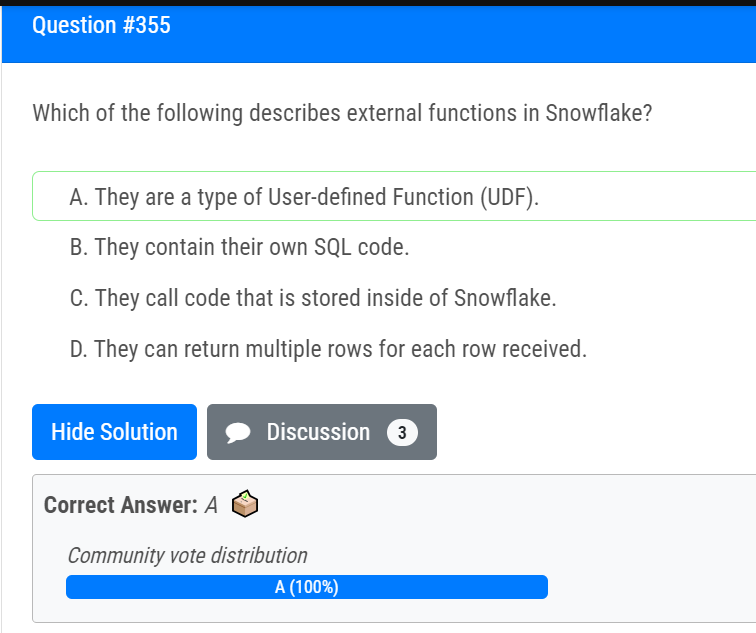 Question #355
Which of the following describes external functions in Snowflake?
A. They are a type of User-defined Function (UDF).
B. They contain their own SQL code.
C. They call code that is stored inside of Snowflake.
D. They can return multiple rows for each row received.
Hide Solution Discussion 3
Correct Answer: A
Community vote distribution
A (100%)